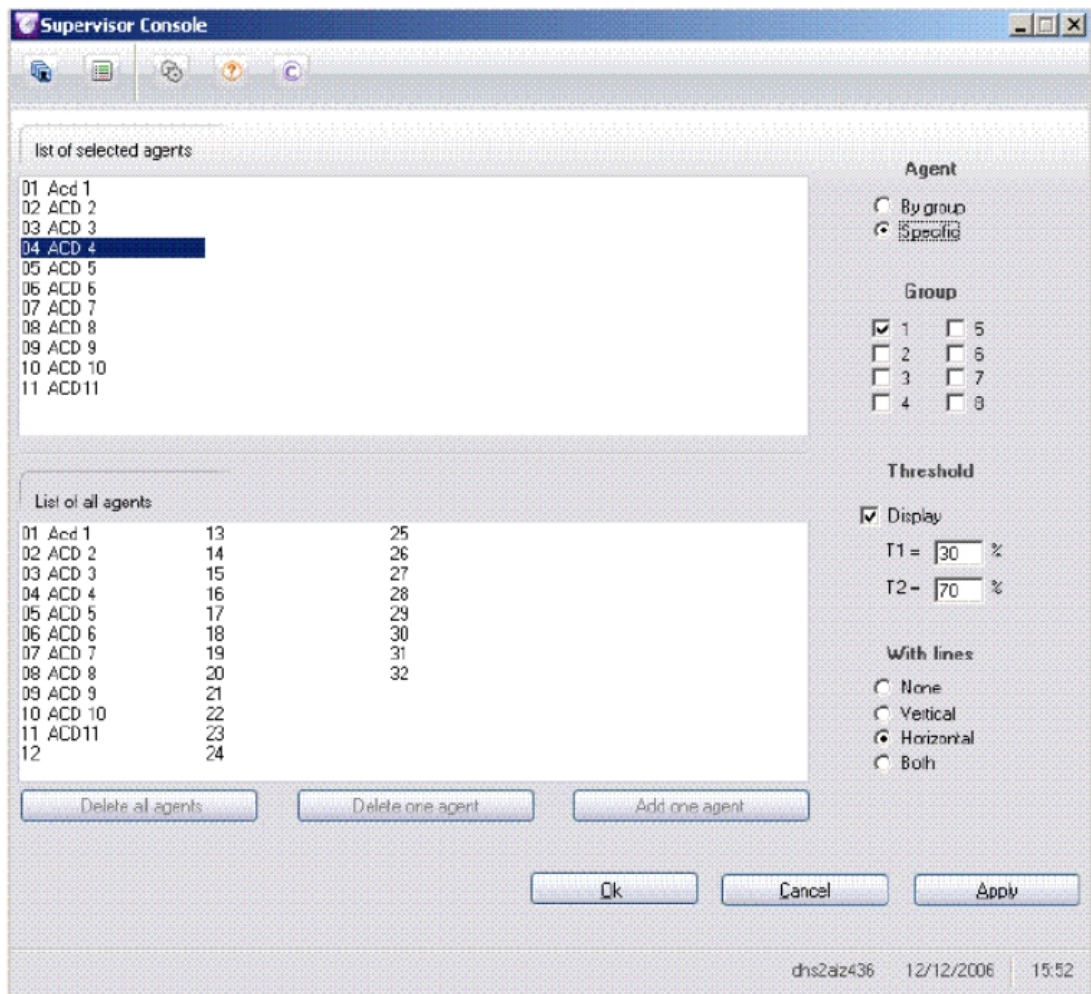 Supervisor Console
list of selected agents
01 Acd 1
02 ACD 2
03 ACD 3
04 ACD 4
05 ACD 5
06 ACD 6
07 ACD 7
08 ACD 8
09 ACD 9
10 ACD 10
11 ACD11
Agent
By group
Specific
Group
1 5
2 6
3 7
4 8
List of all agents
01 Acd 1 13 25
02 ACD 2 14 26
03 ACD 3 15 27
04 ACD 4 16 28
05 ACD 5 17 29
06 ACD 6 18 30
07 ACD 7 19 31
08 ACD 8 20 32
09 ACD 9 21
10 ACD 10 22
11 ACD11 23
12 24
Threshold
Display
T1 = 30 %
T2 = 70 %
With lines
None
Vertical
Horizontal
Both
Delete all agents Delete one agent Add one agent
Ok Cancel Apply
dhs2aiz436 12/12/2006 15:52